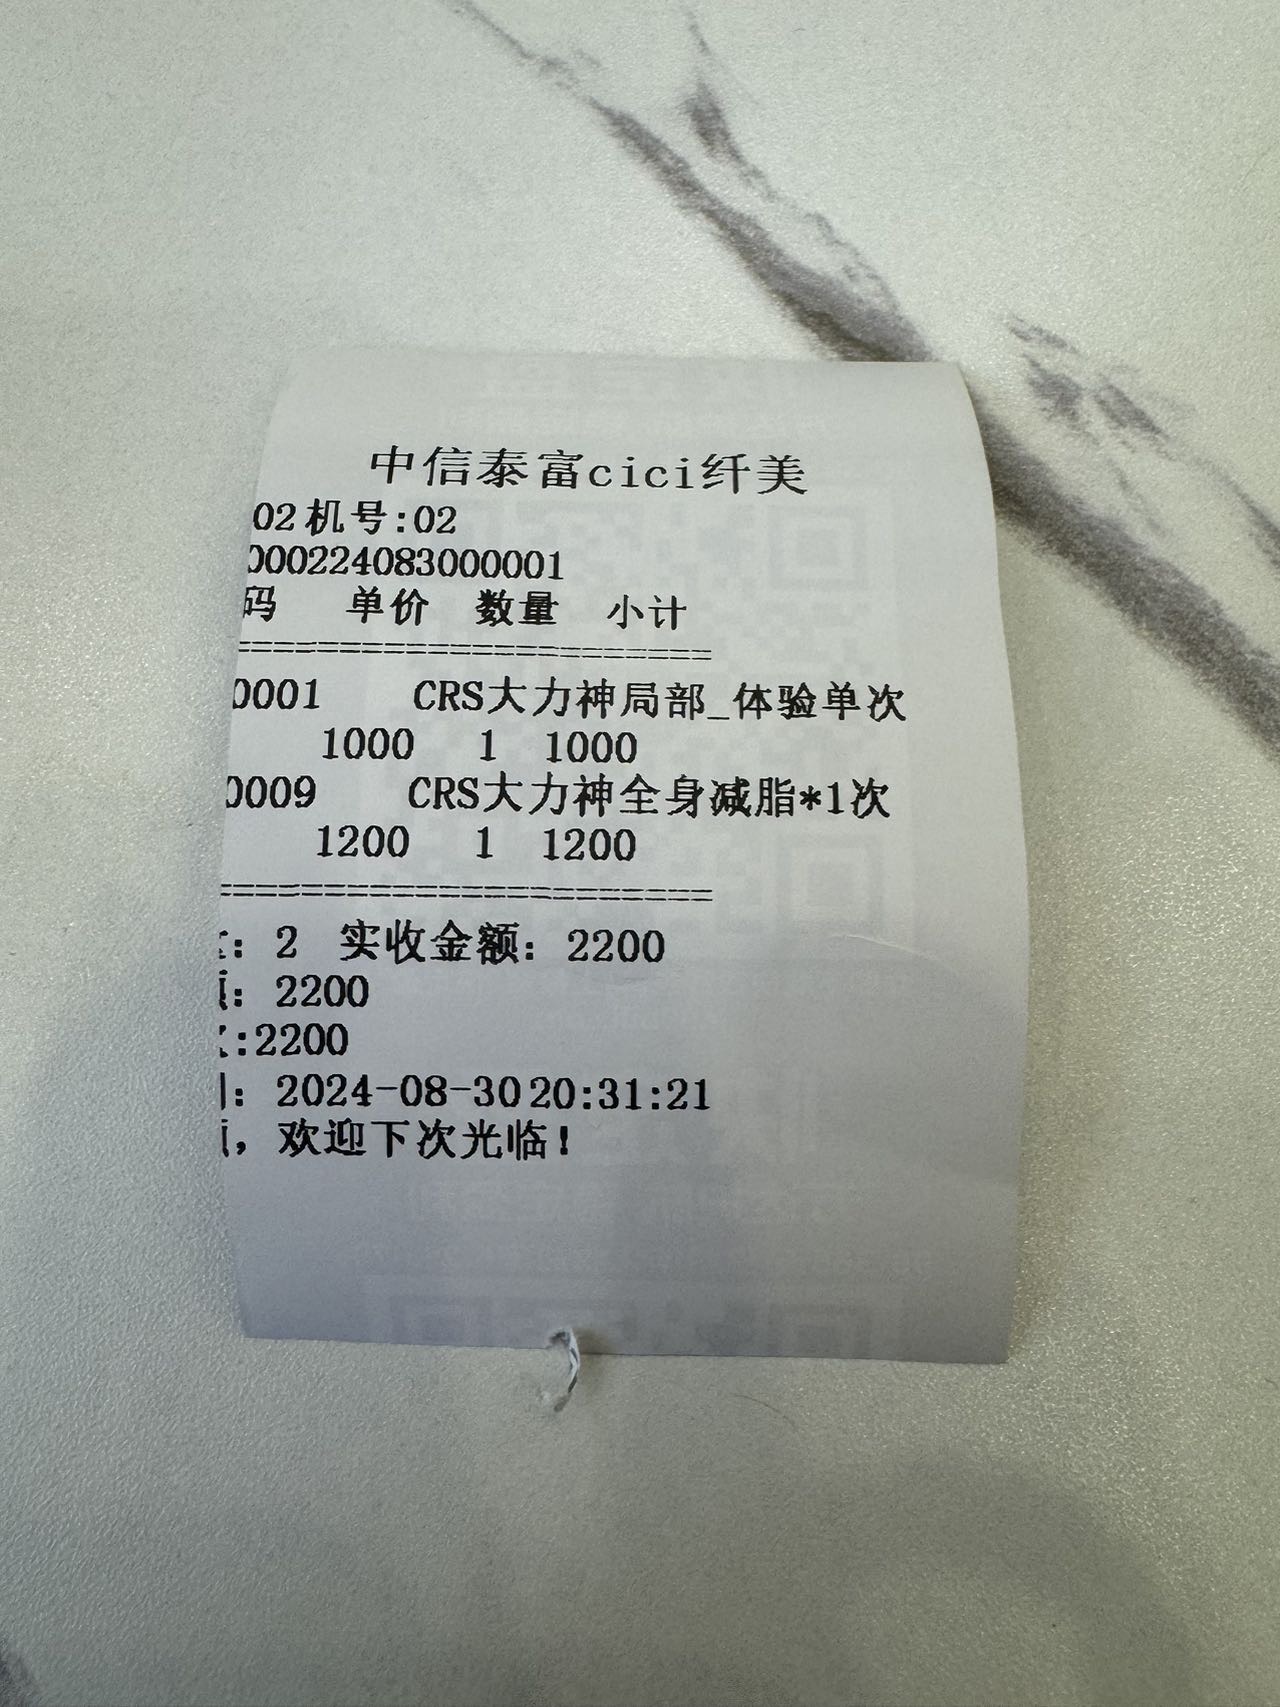 中信泰富cici纤美
02机号:02
000224083000001
码 单价 数量 小计
======================
0001 CRS大力神局部_体验单次
1000 1 1000
0009 CRS大力神全身减脂*1次
1200 1 1200
=======================
: 2 实收金额: 2200
: 2200
:2200
: 2024-08-30 20:31:21
, 欢迎下次光临!